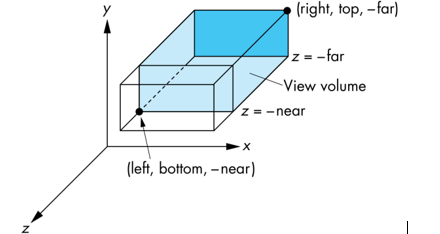 y
(right, top, −far)
z = −far
View volume
z = −near
x
(left, bottom, −near)
z